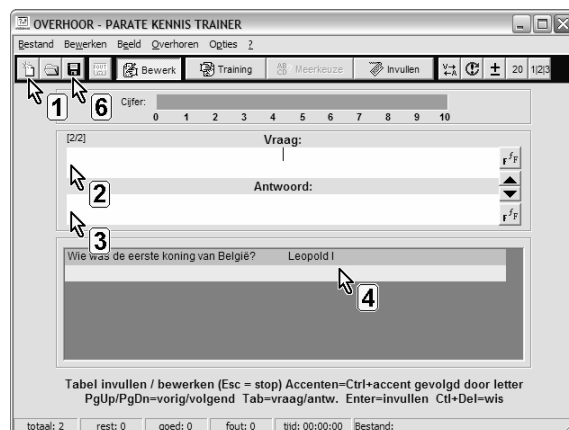 OVERHOOR - PARATE KENNIS TRAINER
Bestand Bewerken Beeld Overhoren Opties ?
Bewerk Training AB CD Meerkeuze Invullen V→ ←A ± 20 1|2|3
1 6
Cijfer:
0 1 2 3 4 5 6 7 8 9 10
[2/2] Vraag:
FfF
2
Antwoord:
FfF
3
Wie was de eerste koning van België? Leopold I
4
Tabel invullen / bewerken (Esc = stop) Accenten=Ctrl+accent gevolgd door letter
PgUp/PgDn=vorig/volgend Tab=vraag/antw. Enter=invullen Ctl+Del=wis
totaal: 2 rest: 0 goed: 0 fout: 0 tijd: 00:00:00 Bestand: